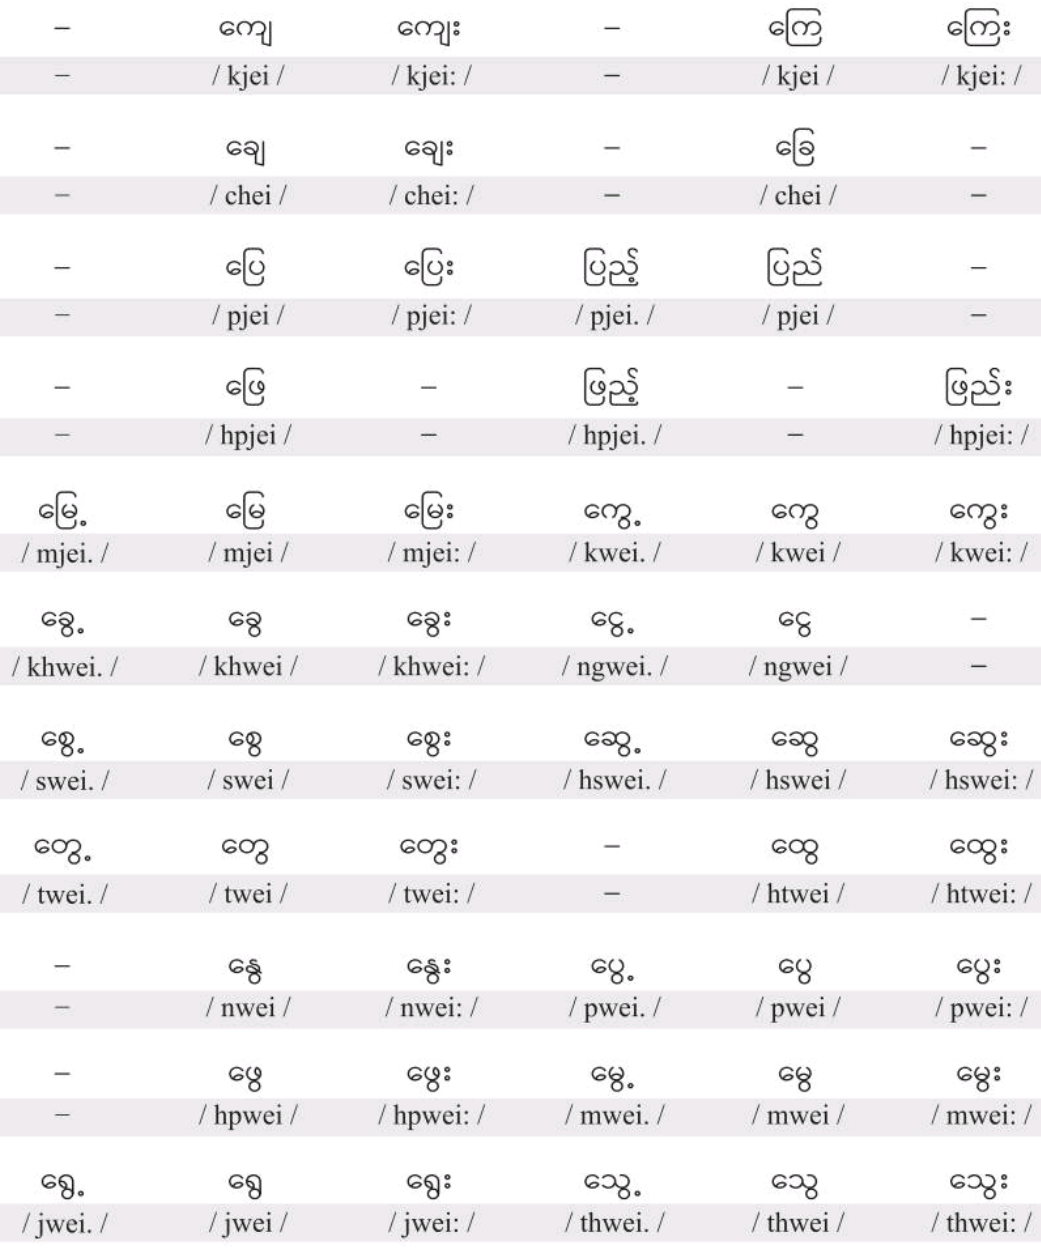 – ကျေ ကျေး – ကြေ ကြေး
– / kjei / / kjei: / – / kjei / / kjei: /
– ချေ ချေး – ခြေ –
– / chei / / chei: / – / chei / –
– ပြေ ပြေး ပြည့် ပြည် –
– / pjei / / pjei: / / pjei. / / pjei / –
– ဖြေ – ဖြည့် – ဖြည်း
– / hpjei / – / hpjei. / – / hpjei: /
မြေ့ မြေ မြေး ကွေ့ ကွေ ကွေး
/ mjei. / / mjei / / mjei: / / kwei. / / kwei / / kwei: /
ခွေ့ ခွေ ခွေး ငွေ့ ငွေ –
/ khwei. / / khwei / / khwei: / / ngwei. / / ngwei / –
စွေ့ စွေ စွေး ဆွေ့ ဆွေ ဆွေး
/ swei. / / swei / / swei: / / hswei. / / hswei / / hswei: /
တွေ့ တွေ တွေး – ထွေ ထွေး
/ twei. / / twei / / twei: / – / htwei / / htwei: /
– နွေ နွေး ပွေ့ ပွေ ပွေး
– / nwei / / nwei: / / pwei. / / pwei / / pwei: /
– ဖွေ ဖွေး မွေ့ မွေ မွေး
– / hpwei / / hpwei: / / mwei. / / mwei / / mwei: /
ရွေ့ ရွေ ရွေး သွေ့ သွေ သွေး
/ jwei. / / jwei / / jwei: / / thwei. / / thwei / / thwei: /